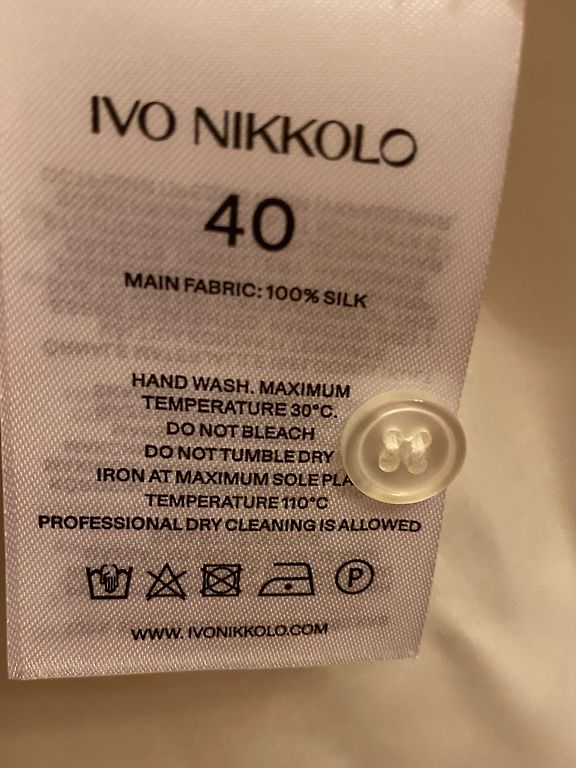 IVO NIKKOLO
40
MAIN FABRIC: 100% SILK
HAND WASH. MAXIMUM
TEMPERATURE 30°C.
DO NOT BLEACH
DO NOT TUMBLE DRY
IRON AT MAXIMUM SOLE
TEMPERATURE 110°C
PROFESSIONAL DRY CLEANING IS ALLOWED
P
WWW. IVONIKKOLO.COM